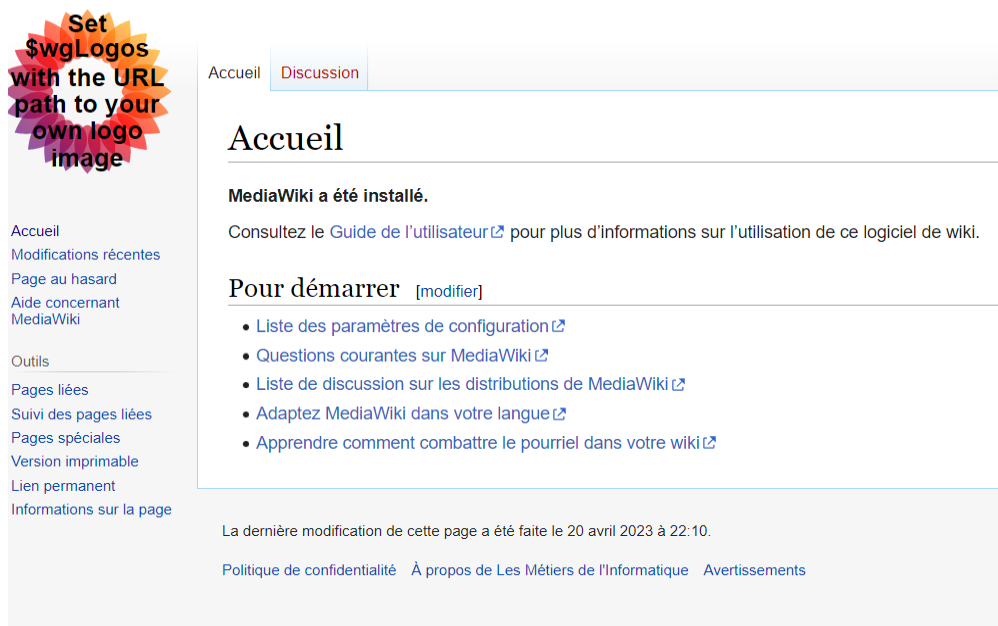 Set
$wgLogos
with the URL
path to your
own logo
image
Accueil
Modifications récentes
Page au hasard
Aide concernant
MediaWiki
Outils
Pages liées
Suivi des pages liées
Pages spéciales
Version imprimable
Lien permanent
Informations sur la page
Accueil Discussion
Accueil
MediaWiki a été installé.
Consultez le Guide de l’utilisateur pour plus d’informations sur l’utilisation de ce logiciel de wiki.
Pour démarrer [modifier]
• Liste des paramètres de configuration
• Questions courantes sur MediaWiki
• Liste de discussion sur les distributions de MediaWiki
• Adaptez MediaWiki dans votre langue
• Apprendre comment combattre le pourriel dans votre wiki
La dernière modification de cette page a été faite le 20 avril 2023 à 22:10.
Politique de confidentialité À propos de Les Métiers de l'Informatique Avertissements